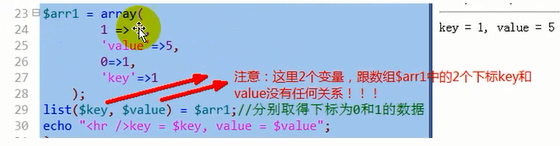 23 $arr1 = array(
24 1 =>
25 'value'=>5,
26 0=>1,
27 'key'=>1
28 );
29 list($key, $value) = $arr1;//分别取得下标为0和1的数据
30 echo "<hr />key = $key, value = $value";
注意:这里2个变量,跟数组$arr1中的2个下标key和
value没有任何关系!!!
key = 1, value = 5